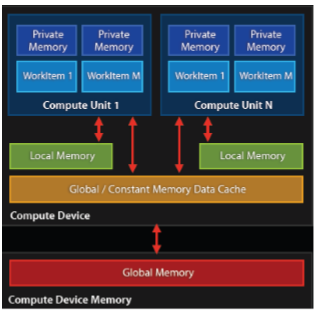 Private Memory
Private Memory
Private Memory
Private Memory
WorkItem 1
WorkItem M
WorkItem 1
WorkItem M
Compute Unit 1
Compute Unit N
Local Memory
Local Memory
Global / Constant Memory Data Cache
Compute Device
Global Memory
Compute Device Memory